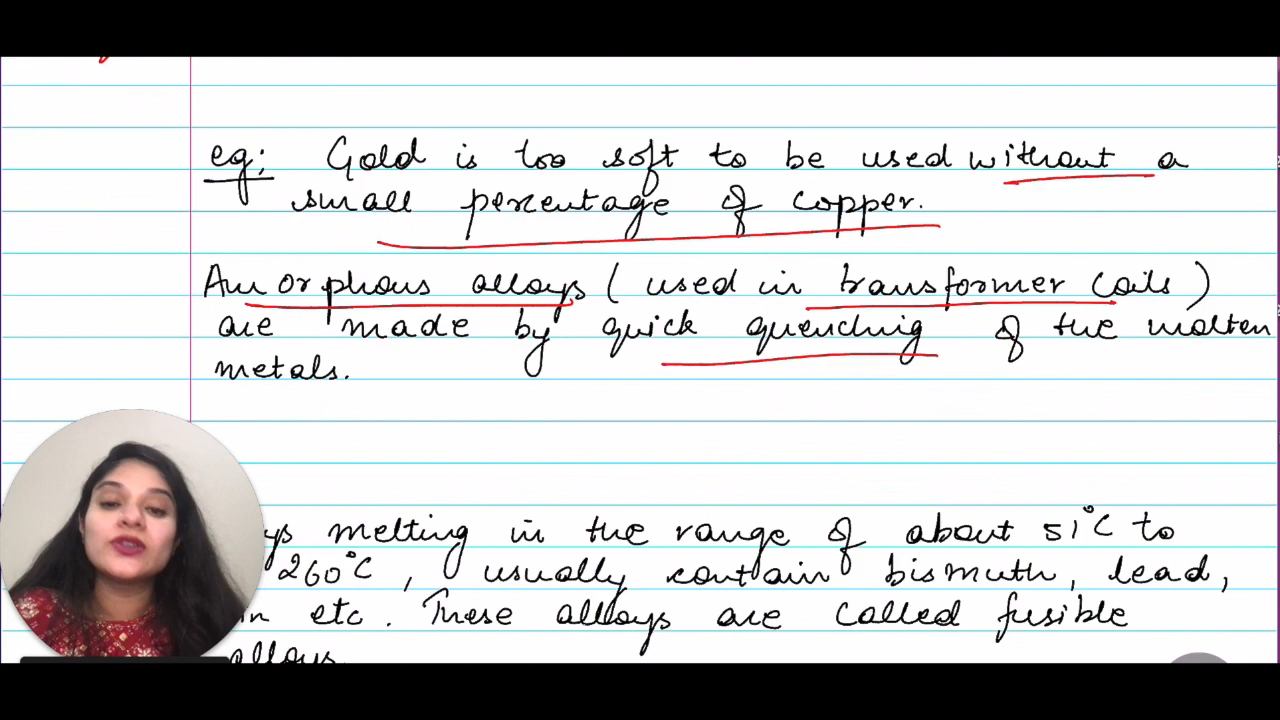 eg: Gold is too soft to be used without a
small percentage of copper.
Amorphous alloys ( used in transformer coils )
are made by quick quenching of the molten
metals.
melting in the range of about 51°C to
260°C , usually contain bismuth, lead,
etc. These alloys are called fusible
alloys.